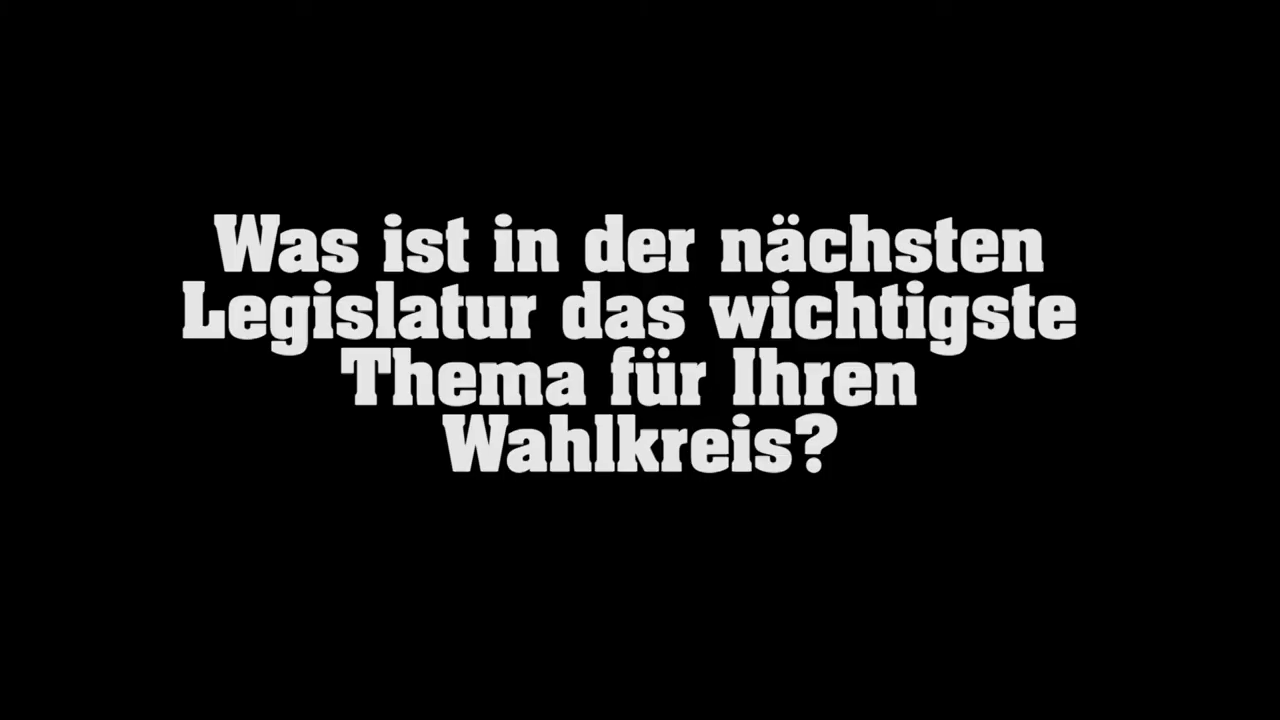 Was ist in der nächsten
Legislatur das wichtigste
Thema für Ihren
Wahlkreis?